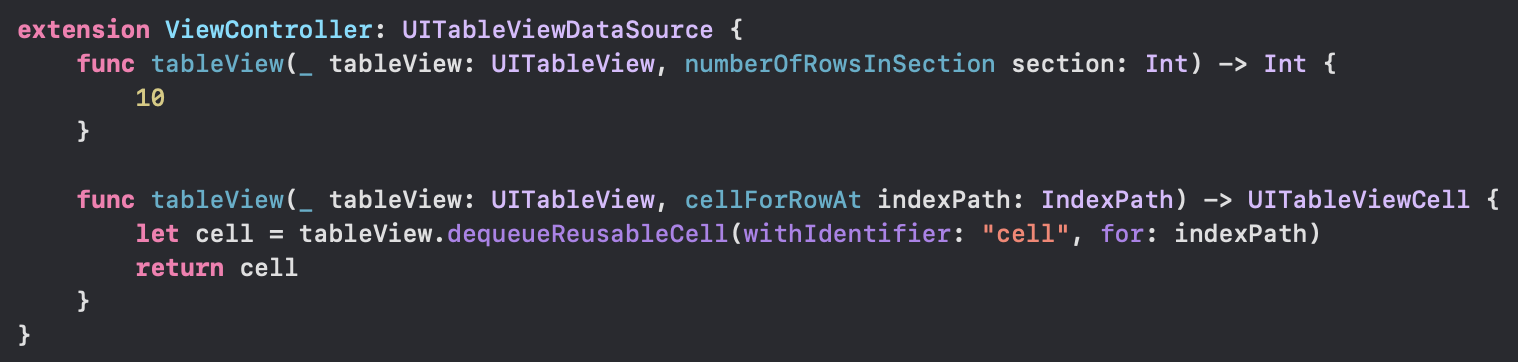 extension ViewController: UITableViewDataSource {
    func tableView(_ tableView: UITableView, numberOfRowsInSection section: Int) -> Int {
        10
    }

    func tableView(_ tableView: UITableView, cellForRowAt indexPath: IndexPath) -> UITableViewCell {
        let cell = tableView.dequeueReusableCell(withIdentifier: "cell", for: indexPath)
        return cell
    }
}